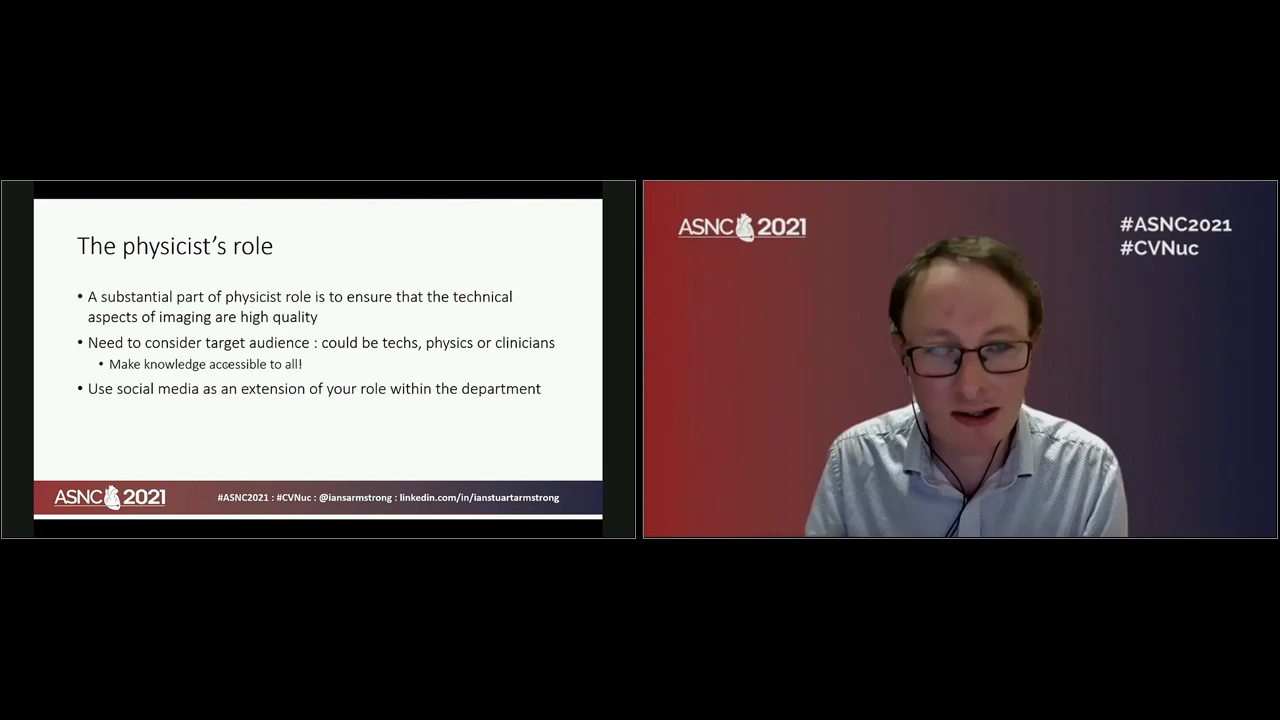 The physicist’s role
• A substantial part of physicist role is to ensure that the technical
aspects of imaging are high quality
• Need to consider target audience : could be techs, physics or clinicians
• Make knowledge accessible to all!
• Use social media as an extension of your role within the department
ASNC 2021
#ASNC2021 : #CVNuc : @iansarmstrong : linkedin.com/in/ianstuartarmstrong
ASNC 2021
#ASNC2021
#CVNuc